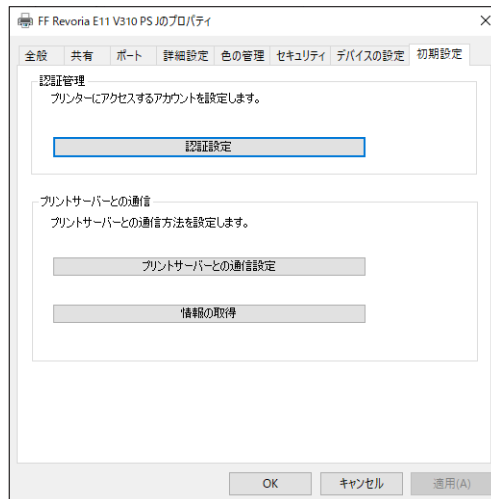 FF Revoria E11 V310 PS Jのプロパティ
全般 共有 ポート 詳細設定 色の管理 セキュリティ デバイスの設定 初期設定
認証管理
プリンターにアクセスするアカウントを設定します。
認証設定
プリントサーバーとの通信
プリントサーバーとの通信方法を設定します。
プリントサーバーとの通信設定
情報の取得
OK キャンセル 適用(A)